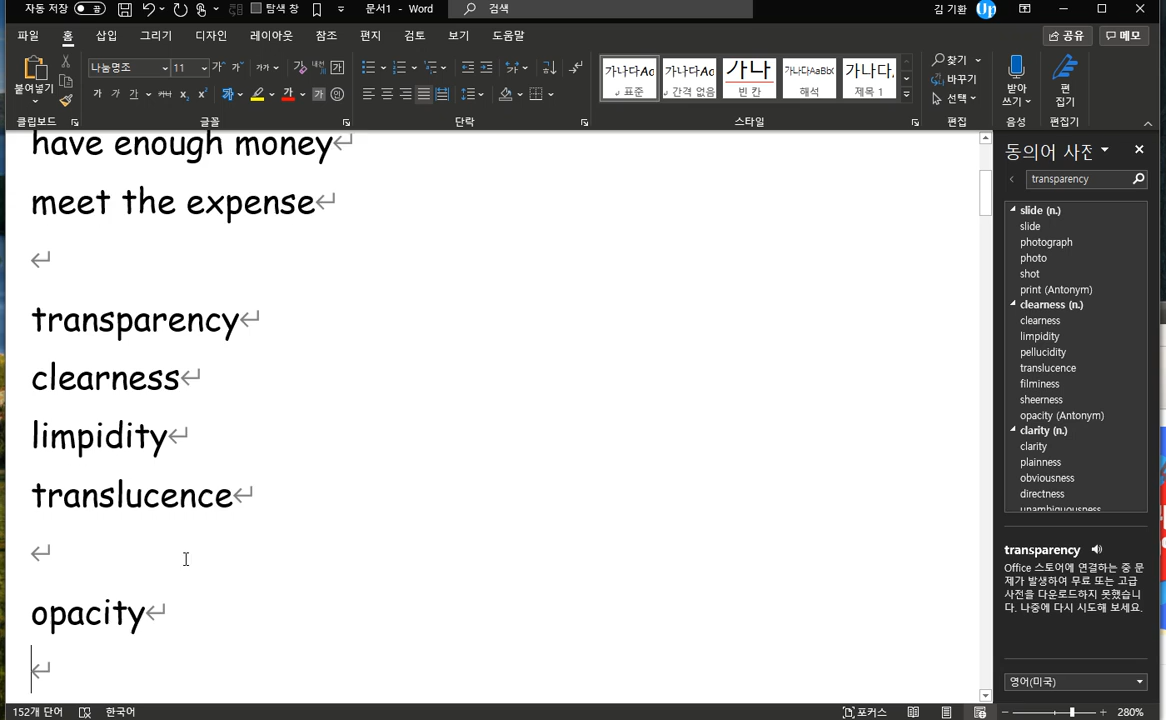 자동 저장 끔 탐색 창 문서1 - Word 검색 김 기환
파일 홈 삽입 그리기 디자인 레이아웃 참조 편지 검토 보기 도움말 공유 메모
붙여넣기 나눔명조 11 가 가 가가 가
가나다Aa 가나다Aa 가나 가나다AaBbC 가나다.
표준 간격 없음 빈 칸 해석 제목 1
찾기
바꾸기
선택
받아
쓰기
편
집기
클립보드 글꼴 단락 스타일 편집 음성 편집기
have enough money
meet the expense
transparency
clearness
limpidity
translucence
opacity
동의어 사전
transparency
slide (n.)
slide
photograph
photo
shot
print (Antonym)
clearness (n.)
clearness
limpidity
pellucidity
translucence
filminess
sheerness
opacity (Antonym)
clarity (n.)
clarity
plainness
obviousness
directness
unambiguousness
transparency
Office 스토어에 연결하는 중 문
제가 발생하여 무료 또는 고급
사전을 다운로드하지 못했습니
다. 나중에 다시 시도해 보세요.
영어(미국)
152개 단어 한국어 포커스 280%